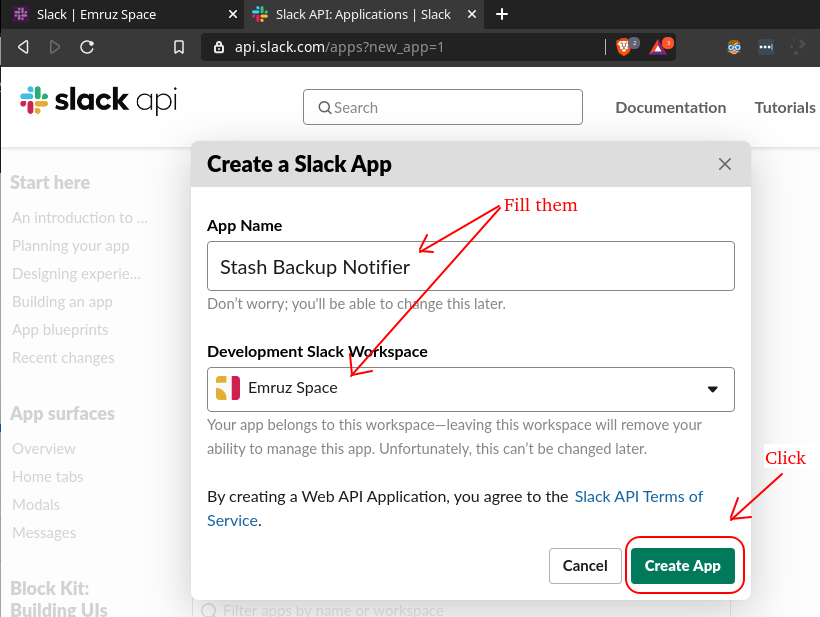 Slack | Emruz Space
Slack API: Applications | Slack
api.slack.com/apps?new_app=1
2
3
slack api
Search
Documentation
Tutorials
Create a Slack App
Start here
An introduction to ...
Planning your app
Designing experie...
Building an app
App blueprints
Recent changes
App surfaces
Overview
Home tabs
Modals
Messages
Block Kit:
Building UIs
Fill them
App Name
Stash Backup Notifier
Don't worry; you'll be able to change this later.
Development Slack Workspace
Emruz Space
Your app belongs to this workspace—leaving this workspace will remove your
ability to manage this app. Unfortunately, this can't be changed later.
Click
By creating a Web API Application, you agree to the Slack API Terms of
Service.
Cancel
Create App
Filter apps by name or workspace